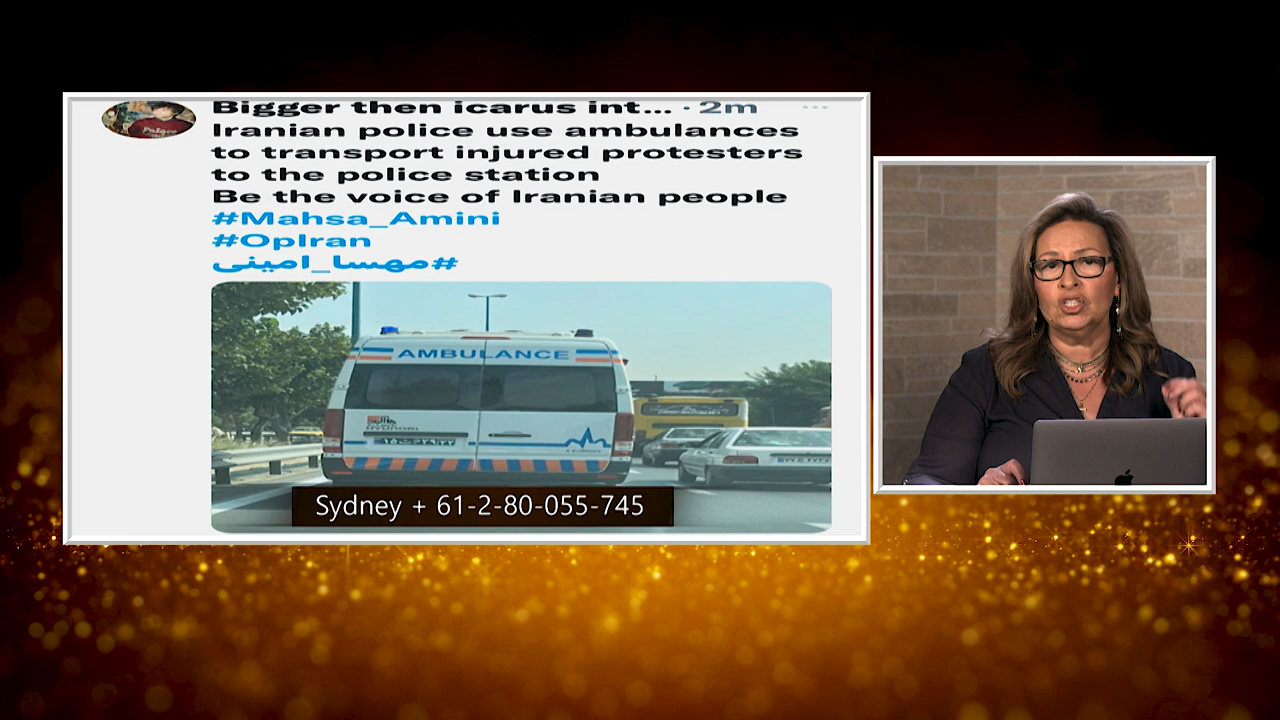 Bigger then icarus int... · 2m
Iranian police use ambulances
to transport injured protesters
to the police station
Be the voice of Iranian people
#Mahsa_Amini
#OpIran
#مهسا_امینی
AMBULANCE
Sydney + 61-2-80-055-745